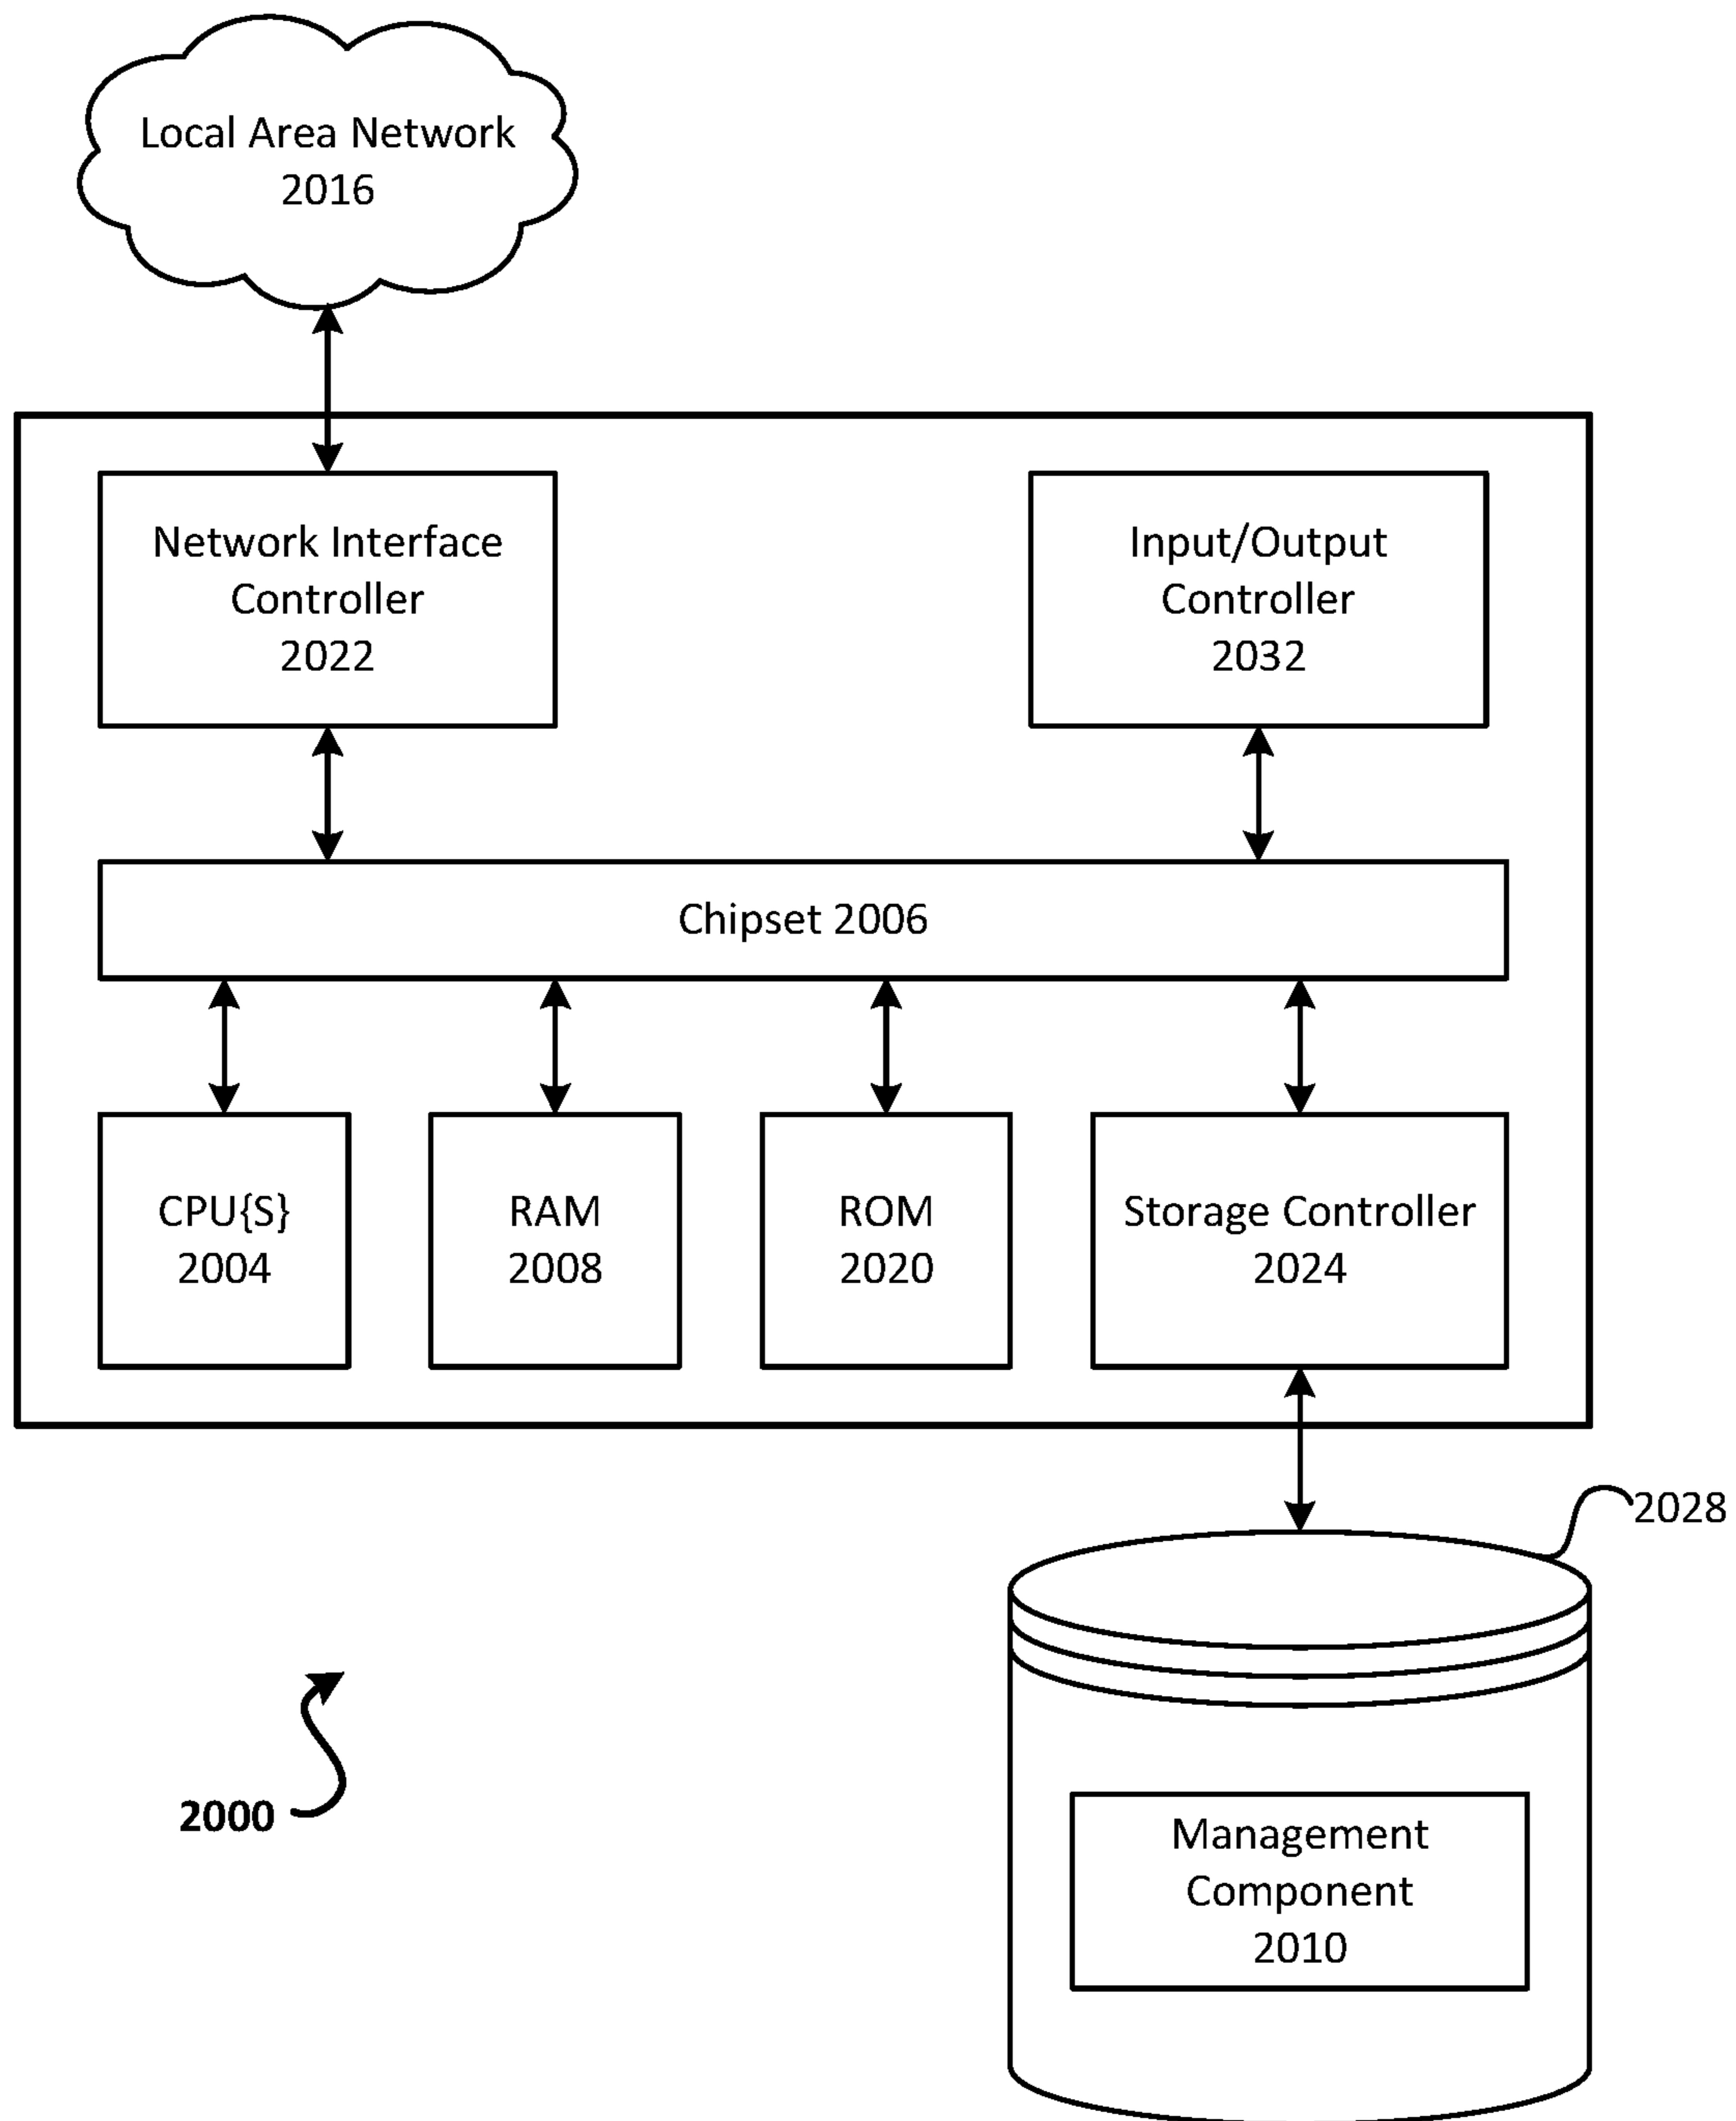 Local Area Network
2016
Network Interface
Controller
2022
Input/Output
Controller
2032
Chipset 2006
CPU{S}
2004
RAM
2008
ROM
2020
Storage Controller
2024
2028
2000
Management
Component
2010